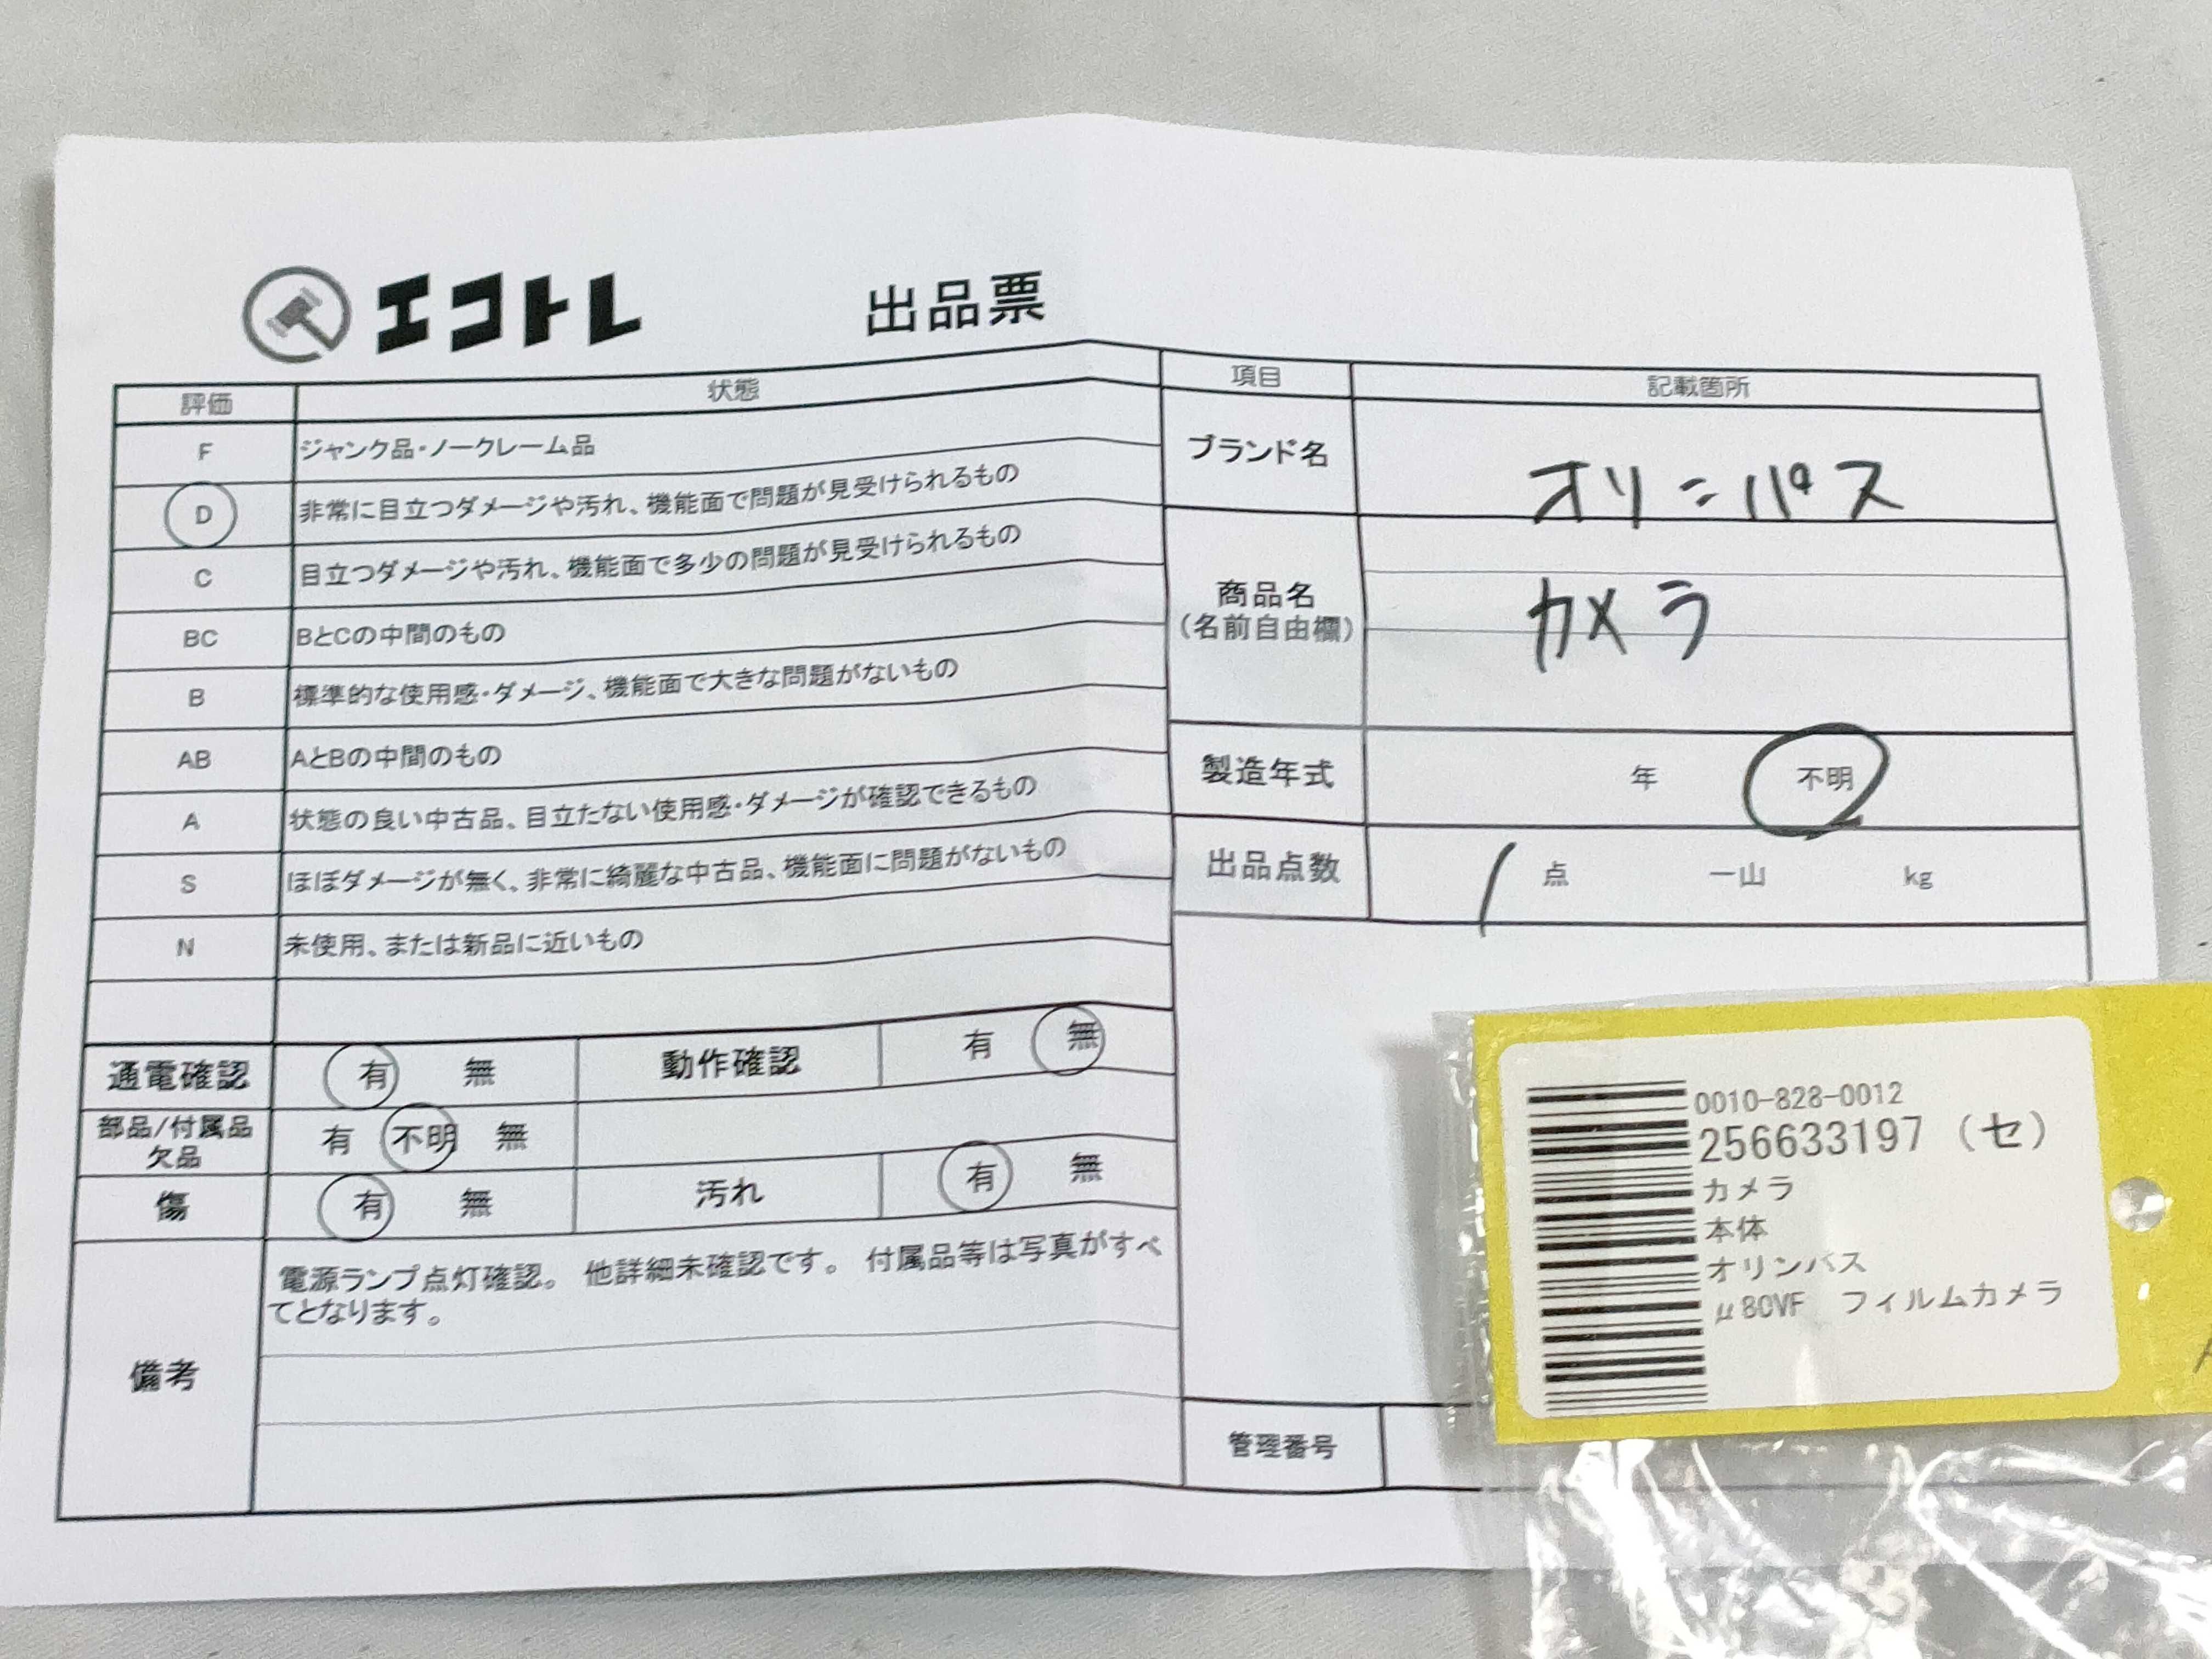 エコトレ 出品票
評価 状態
F ジャンク品・ノークレーム品
D 非常に目立つダメージや汚れ、機能面で問題が見受けられるもの
C 目立つダメージや汚れ、機能面で多少の問題が見受けられるもの
BC BとCの中間のもの
B 標準的な使用感・ダメージ、機能面で大きな問題がないもの
AB AとBの中間のもの
A 状態の良い中古品、目立たない使用感・ダメージが確認できるもの
S ほぼダメージが無く、非常に綺麗な中古品、機能面に問題がないもの
N 未使用、または新品に近いもの
通電確認 有 無 動作確認 有 無
部品/付属品
欠品 有 不明 無
傷 有 無 汚れ 有 無
備考
電源ランプ点灯確認。 他詳細未確認です。 付属品等は写真がすべ
てとなります。
項目 記載箇所
ブランド名 オリンパス
商品名
(名前自由欄) カメラ
製造年式 年 不明
出品点数 1 点 一山 kg
管理番号
0010-828-0012
256633197 (セ)
カメラ
本体
オリンパス
μ80VF フィルムカメラ